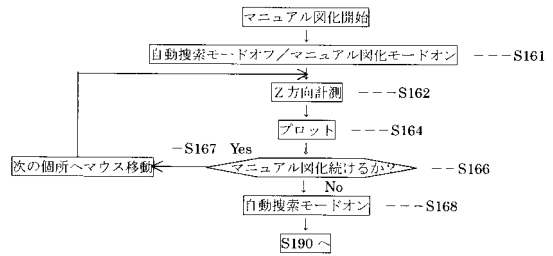 マニュアル図化開始
自動捜索モードオフ／マニュアル図化モードオン ---S161
Z方向計測 ---S162
プロット ---S164
-S167 Yes
次の個所へマウス移動 マニュアル図化続けるか？ --S166
No
自動捜索モードオン ---S168
S190へ